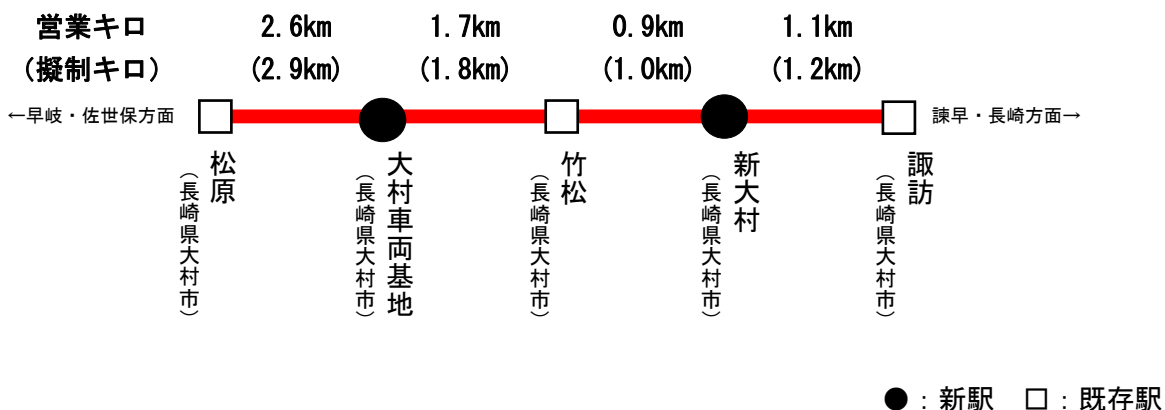 営業キロ 2.6km 1.7km 0.9km 1.1km
(擬制キロ) (2.9km) (1.8km) (1.0km) (1.2km)
←早岐・佐世保方面 諫早・長崎方面→
松原
(長崎県大村市)
大村車両基地
(長崎県大村市)
竹松
(長崎県大村市)
新大村
(長崎県大村市)
諏訪
(長崎県大村市)
●:新駅 □:既存駅